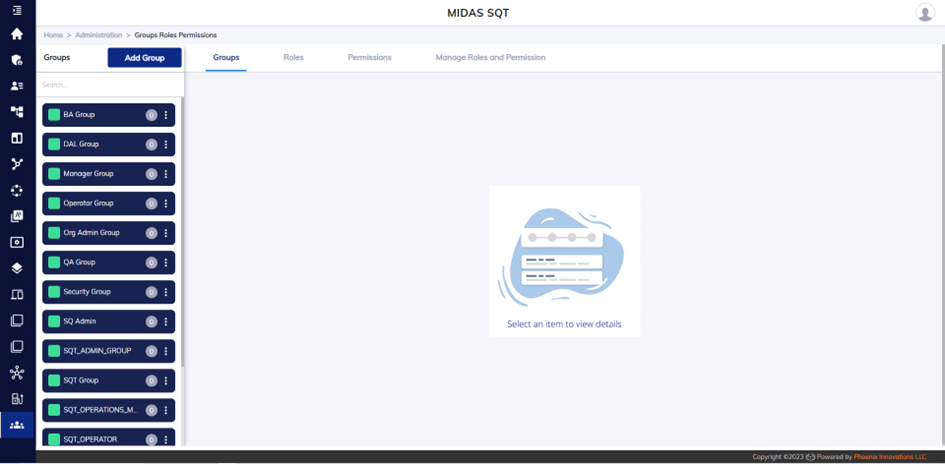 MIDAS SQT
Home > Administration > Groups Roles Permissions
Groups
Add Group
Groups
Roles
Permissions
Manage Roles and Permission
Search...
BA Group 0
DAL Group 0
Manager Group 0
Operator Group 0
Org Admin Group 0
QA Group 0
Security Group 0
SQ Admin 0
SQT_ADMIN_GROUP 0
SQT Group 0
SQT_OPERATIONS_M... 0
SQT_OPERATOR 0
Select an item to view details
Copyright ©2023 Powered by Phoenix Innovations LLC